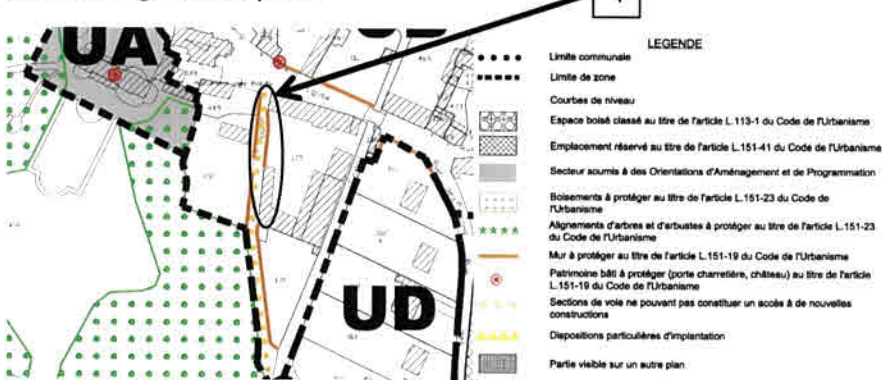 UA
LEGENDE
Limite communale
Limite de zone
Courbes de niveau
Espace boisé classé au titre de l'article L.113-1 du Code de l'Urbanisme
Emplacement réservé au titre de l'article L.151-41 du Code de l'Urbanisme
Secteur soumis à des Orientations d'Aménagement et de Programmation
Boisements à protéger au titre de l'article L.151-23 du Code de
l'Urbanisme
Alignements d'arbres et d'arbustes à protéger au titre de l'article L.151-23
du Code de l'Urbanisme
Mur à protéger au titre de l'article L.151-19 du Code de l'Urbanisme
Patrimoine bâti à protéger (porte charretière, château) au titre de l'article
L.151-19 du Code de l'Urbanisme
Sections de voie ne pouvant pas constituer un accès à de nouvelles
constructions
Dispositions particulières d'implantation
Partie visible sur un autre plan
UD